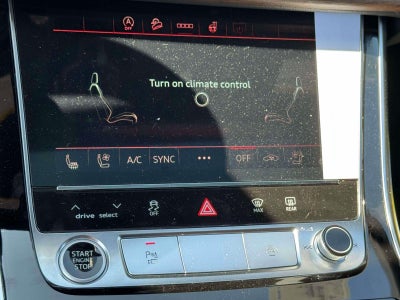 A
OFF
Turn on climate control
A/C SYNC ••• OFF
drive select OFF MAX REAR
START
ENGINE
STOP